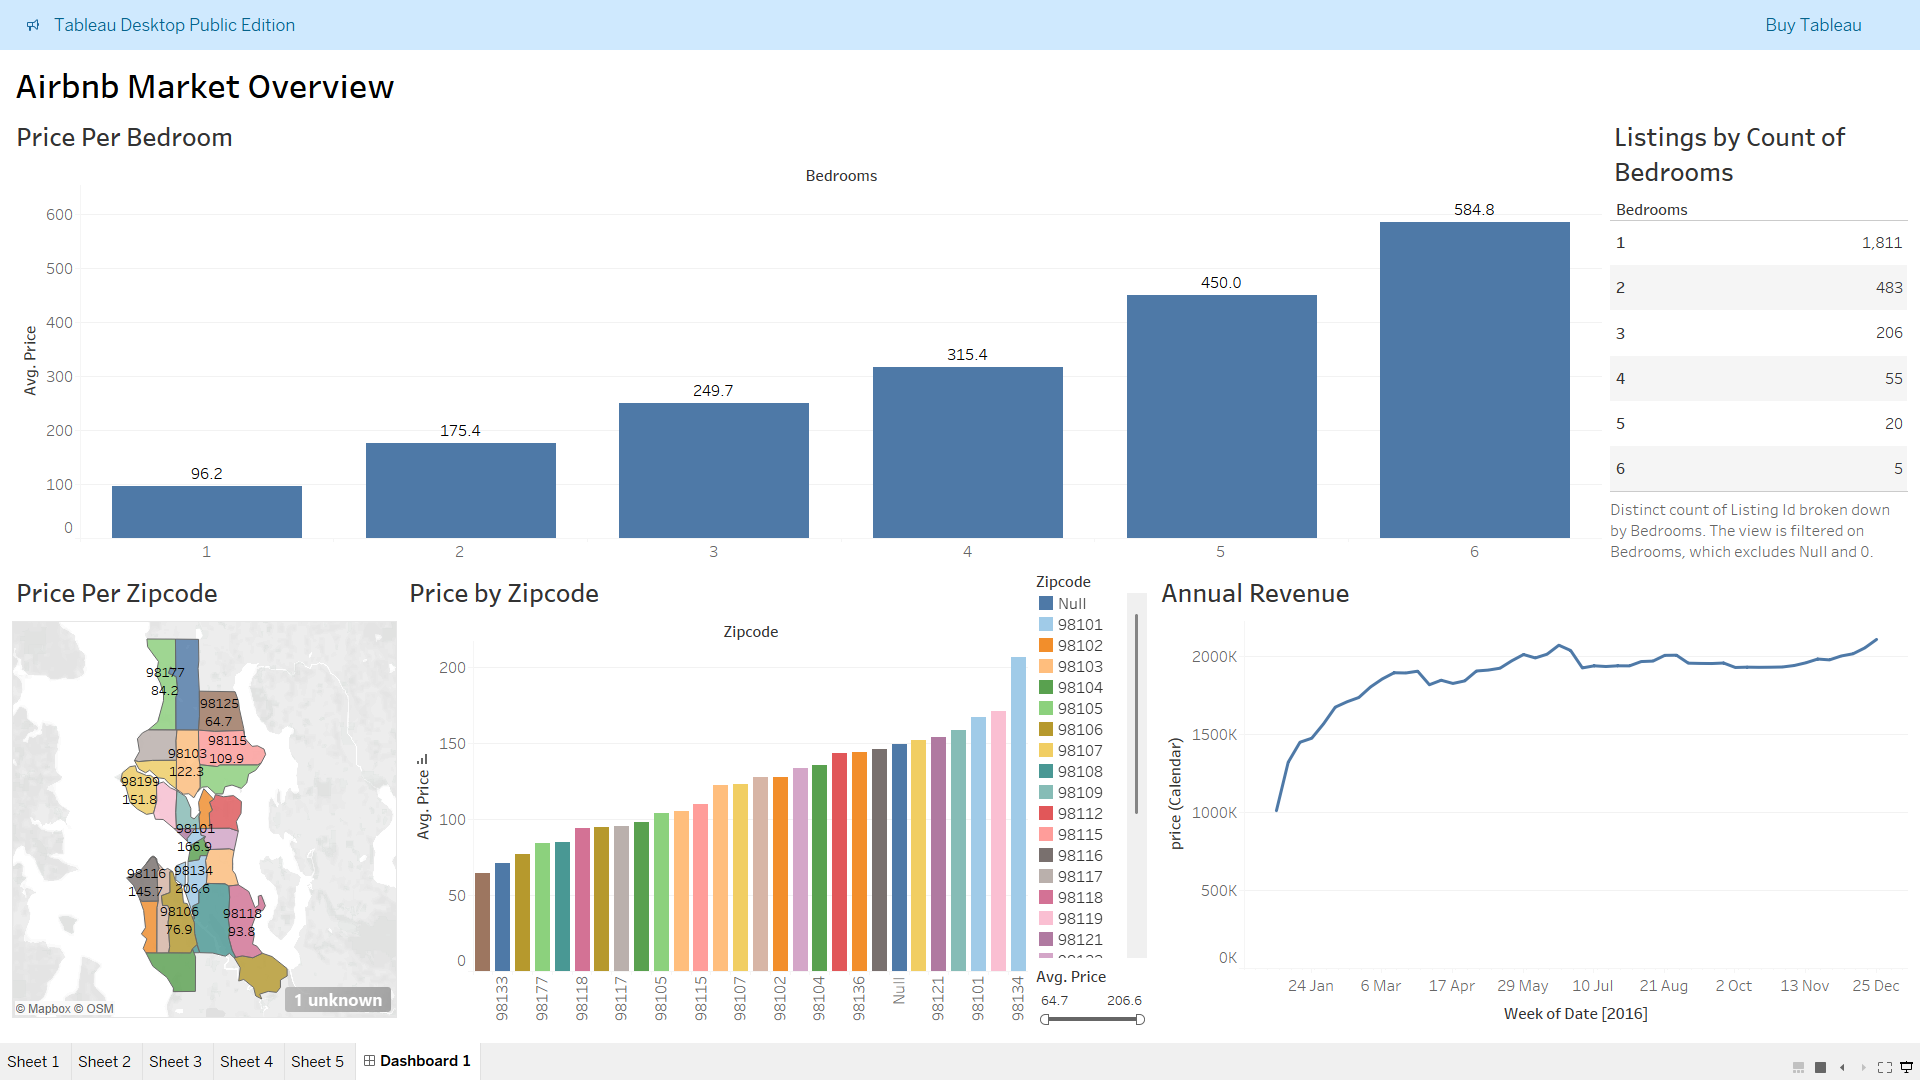 Tableau Desktop Public Edition
Buy Tableau
Airbnb Market Overview
Price Per Bedroom
Bedrooms
Avg. Price
600
500
400
300
200
100
0
96.2
175.4
249.7
315.4
450.0
584.8
1
2
3
4
5
6
Listings by Count of
Bedrooms
Bedrooms
1 1,811
2 483
3 206
4 55
5 20
6 5
Distinct count of Listing Id broken down
by Bedrooms. The view is filtered on
Bedrooms, which excludes Null and 0.
Price Per Zipcode
98177
84.2
98125
64.7
98115
109.9
98103
122.3
98199
151.8
98101
166.9
98116
145.7
98134
206.6
98106
76.9
98118
93.8
1 unknown
© Mapbox © OSM
Price by Zipcode
Zipcode
Avg. Price
200
150
100
50
0
98133
98177
98118
98117
98105
98115
98107
98102
98104
98136
Null
98121
98101
98134
Zipcode
Null
98101
98102
98103
98104
98105
98106
98107
98108
98109
98112
98115
98116
98117
98118
98119
98121
Avg. Price
64.7 206.6
Annual Revenue
price (Calendar)
2000K
1500K
1000K
500K
0K
24 Jan
6 Mar
17 Apr
29 May
10 Jul
21 Aug
2 Oct
13 Nov
25 Dec
Week of Date [2016]
Sheet 1
Sheet 2
Sheet 3
Sheet 4
Sheet 5
Dashboard 1